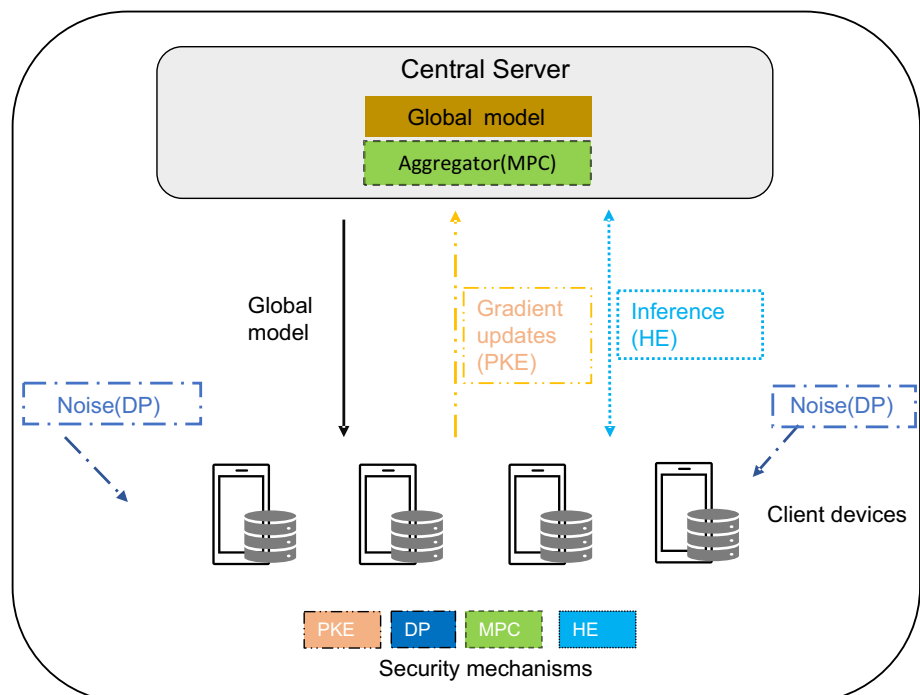 Central Server
Global model
Aggregator(MPC)
Global
model
Gradient
updates
(PKE)
Inference
(HE)
Noise(DP)
Noise(DP)
Client devices
PKE
DP
MPC
HE
Security mechanisms